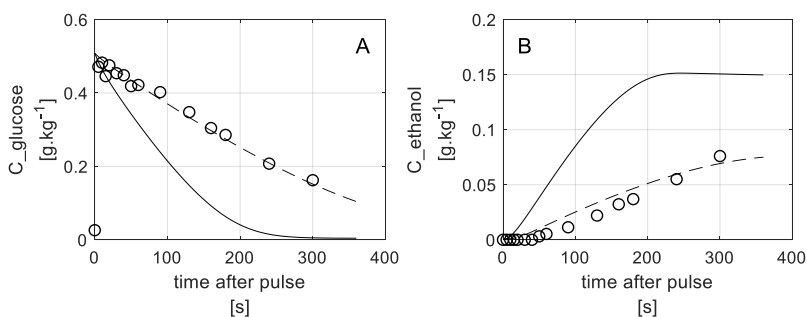 A
C_glucose
[g.kg-1]
0.6
0.4
0.2
0
0 100 200 300 400
time after pulse
[s]
B
C_ethanol
[g.kg-1]
0.2
0.15
0.1
0.05
0
0 100 200 300 400
time after pulse
[s]